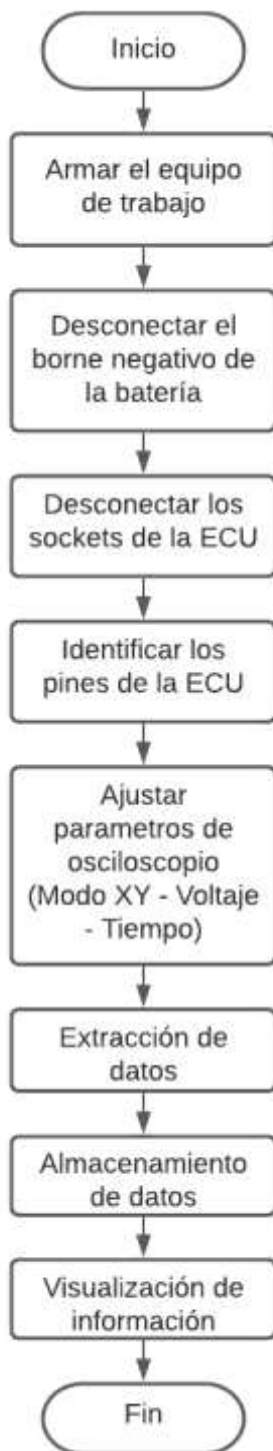 Inicio
Armar el equipo
de trabajo
Desconectar el
borne negativo de
la batería
Desconectar los
sockets de la ECU
Identificar los
pines de la ECU
Ajustar
parametros de
osciloscopio
(Modo XY - Voltaje
- Tiempo)
Extracción de
datos
Almacenamiento
de datos
Visualización de
información
Fin